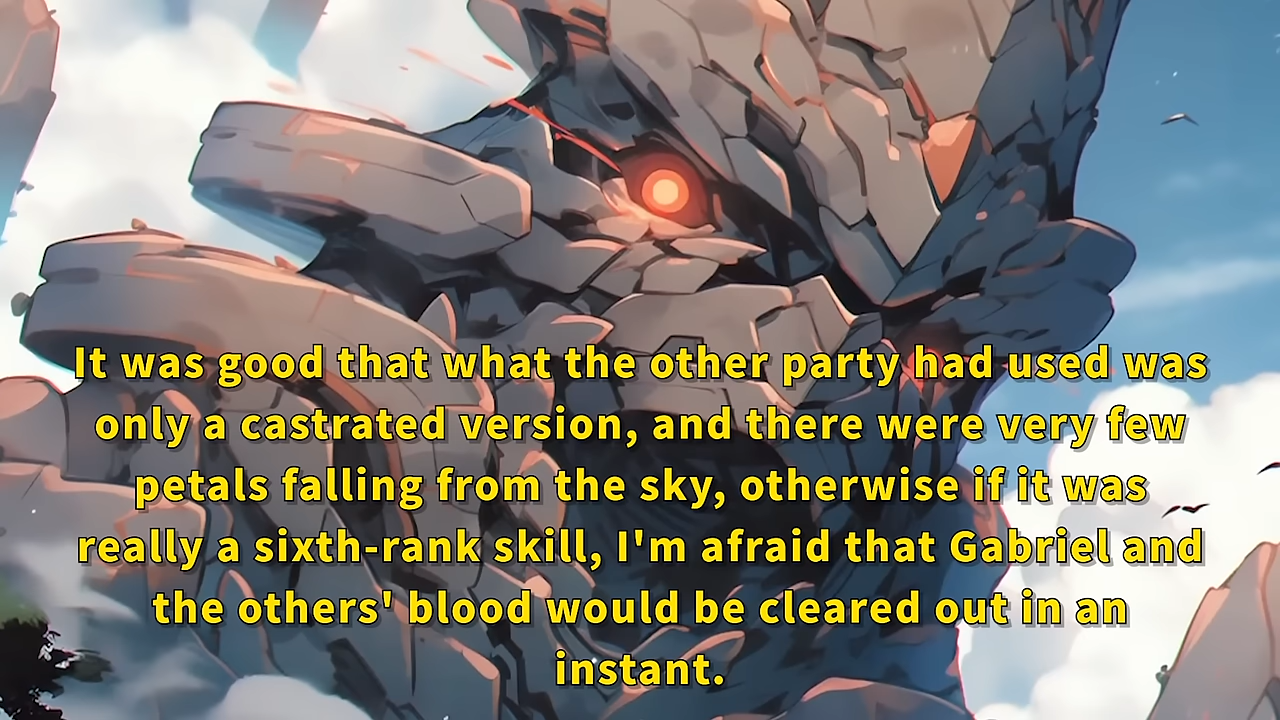 It was good that what the other party had used was
only a castrated version, and there were very few
petals falling from the sky, otherwise if it was
really a sixth-rank skill, I'm afraid that Gabriel and
the others' blood would be cleared out in an
instant.